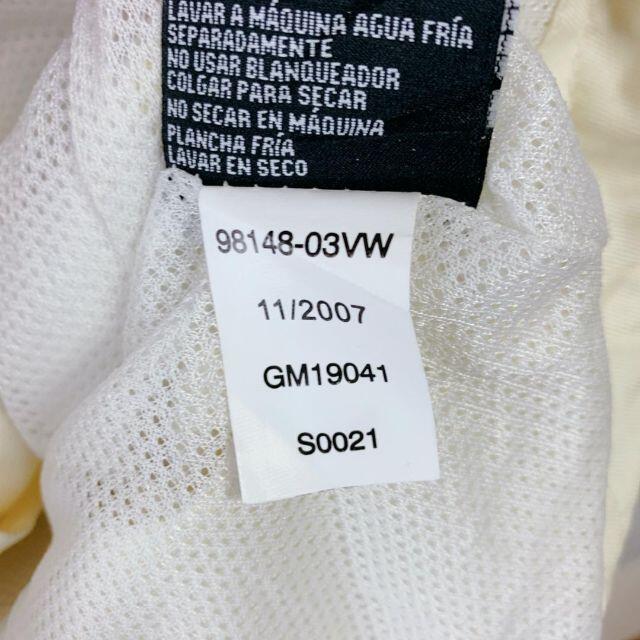 LAVAR A MÁQUINA AGUA FRÍA
SEPARADAMENTE
NO USAR BLANQUEADOR
COLGAR PARA SECAR
NO SECAR EN MÁQUINA
PLANCHA FRÍA
LAVAR EN SECO
98148-03VW
11/2007
GM19041
S0021